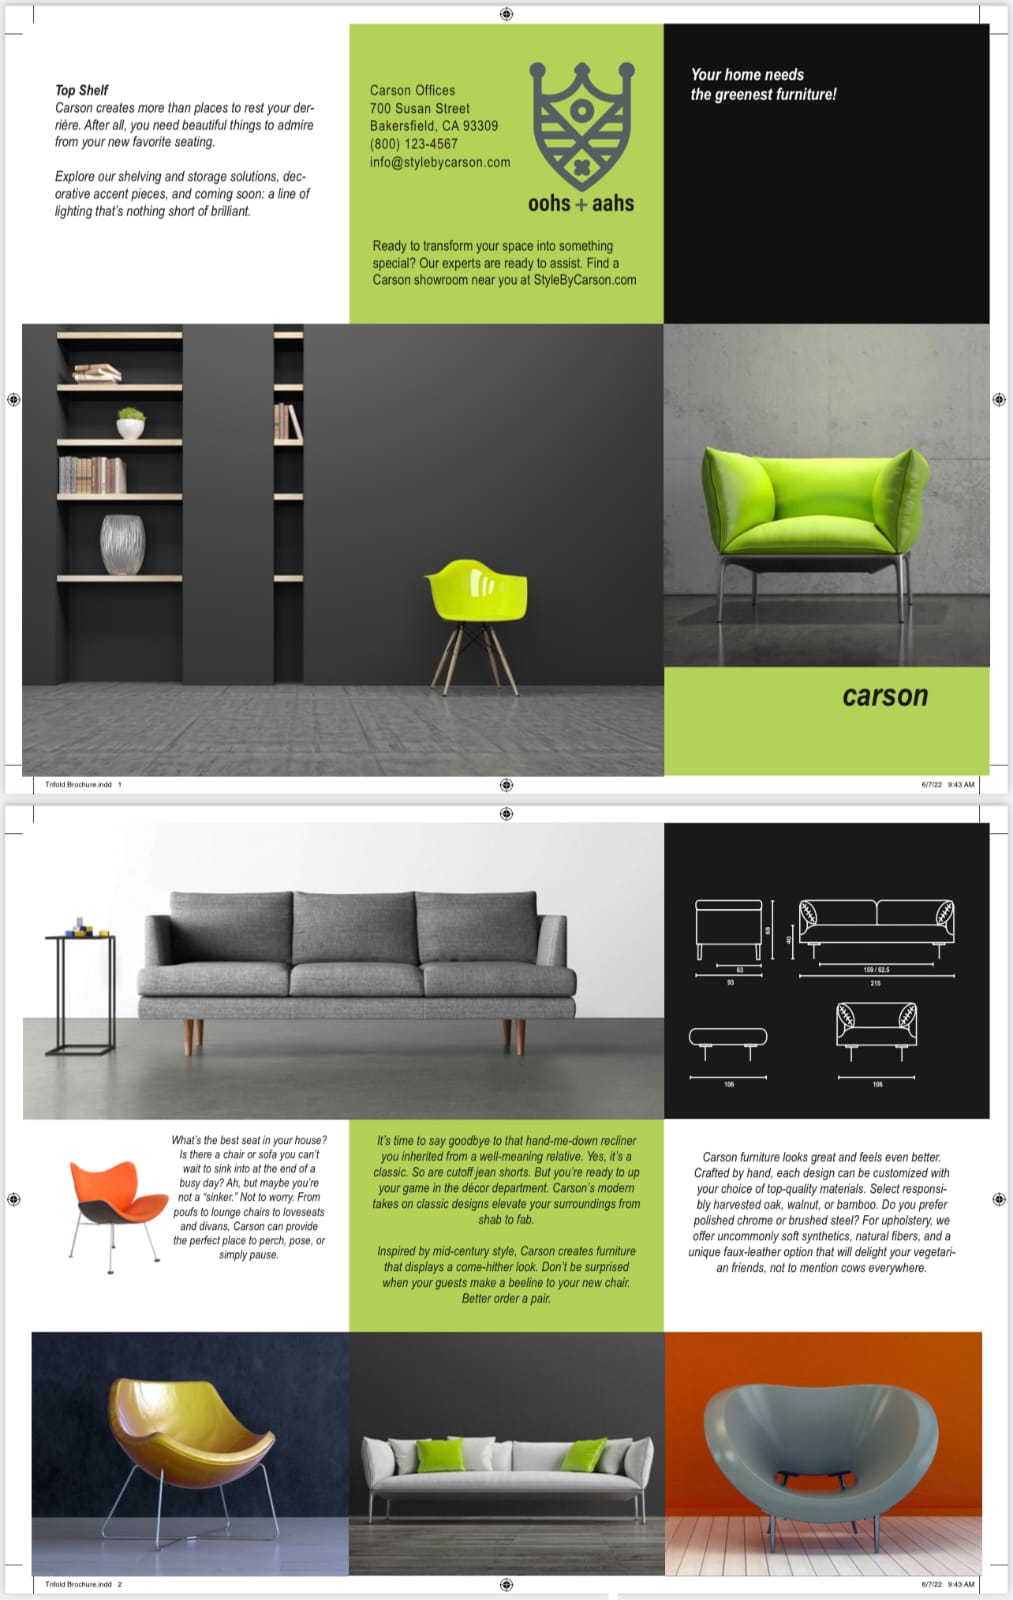 Top Shelf
Carson creates more than places to rest your der-
rière. After all, you need beautiful things to admire
from your new favorite seating.
Explore our shelving and storage solutions, dec-
orative accent pieces, and coming soon: a line of
lighting that's nothing short of brilliant.
Carson Offices
700 Susan Street
Bakersfield, CA 93309
(800) 123-4567
info@stylebycarson.com
oohs + aahs
Ready to transform your space into something
special? Our experts are ready to assist. Find a
Carson showroom near you at StyleByCarson.com
Your home needs
the greenest furniture!
carson
Trifold Brochure.indd 1
6/7/22 9:43 AM
68
63
93
40
159 / 62.5
215
106
106
What's the best seat in your house?
Is there a chair or sofa you can't
wait to sink into at the end of a
busy day? Ah, but maybe you're
not a "sinker." Not to worry. From
poufs to lounge chairs to loveseats
and divans, Carson can provide
the perfect place to perch, pose, or
simply pause.
It's time to say goodbye to that hand-me-down recliner
you inherited from a well-meaning relative. Yes, it's a
classic. So are cutoff jean shorts. But you're ready to up
your game in the décor department. Carson's modern
takes on classic designs elevate your surroundings from
shab to fab.
Inspired by mid-century style, Carson creates furniture
that displays a come-hither look. Don't be surprised
when your guests make a beeline to your new chair.
Better order a pair.
Carson furniture looks great and feels even better.
Crafted by hand, each design can be customized with
your choice of top-quality materials. Select responsi-
bly harvested oak, walnut, or bamboo. Do you prefer
polished chrome or brushed steel? For upholstery, we
offer uncommonly soft synthetics, natural fibers, and a
unique faux-leather option that will delight your vegetari-
an friends, not to mention cows everywhere.
Trifold Brochure.indd 2
6/7/22 9:43 AM